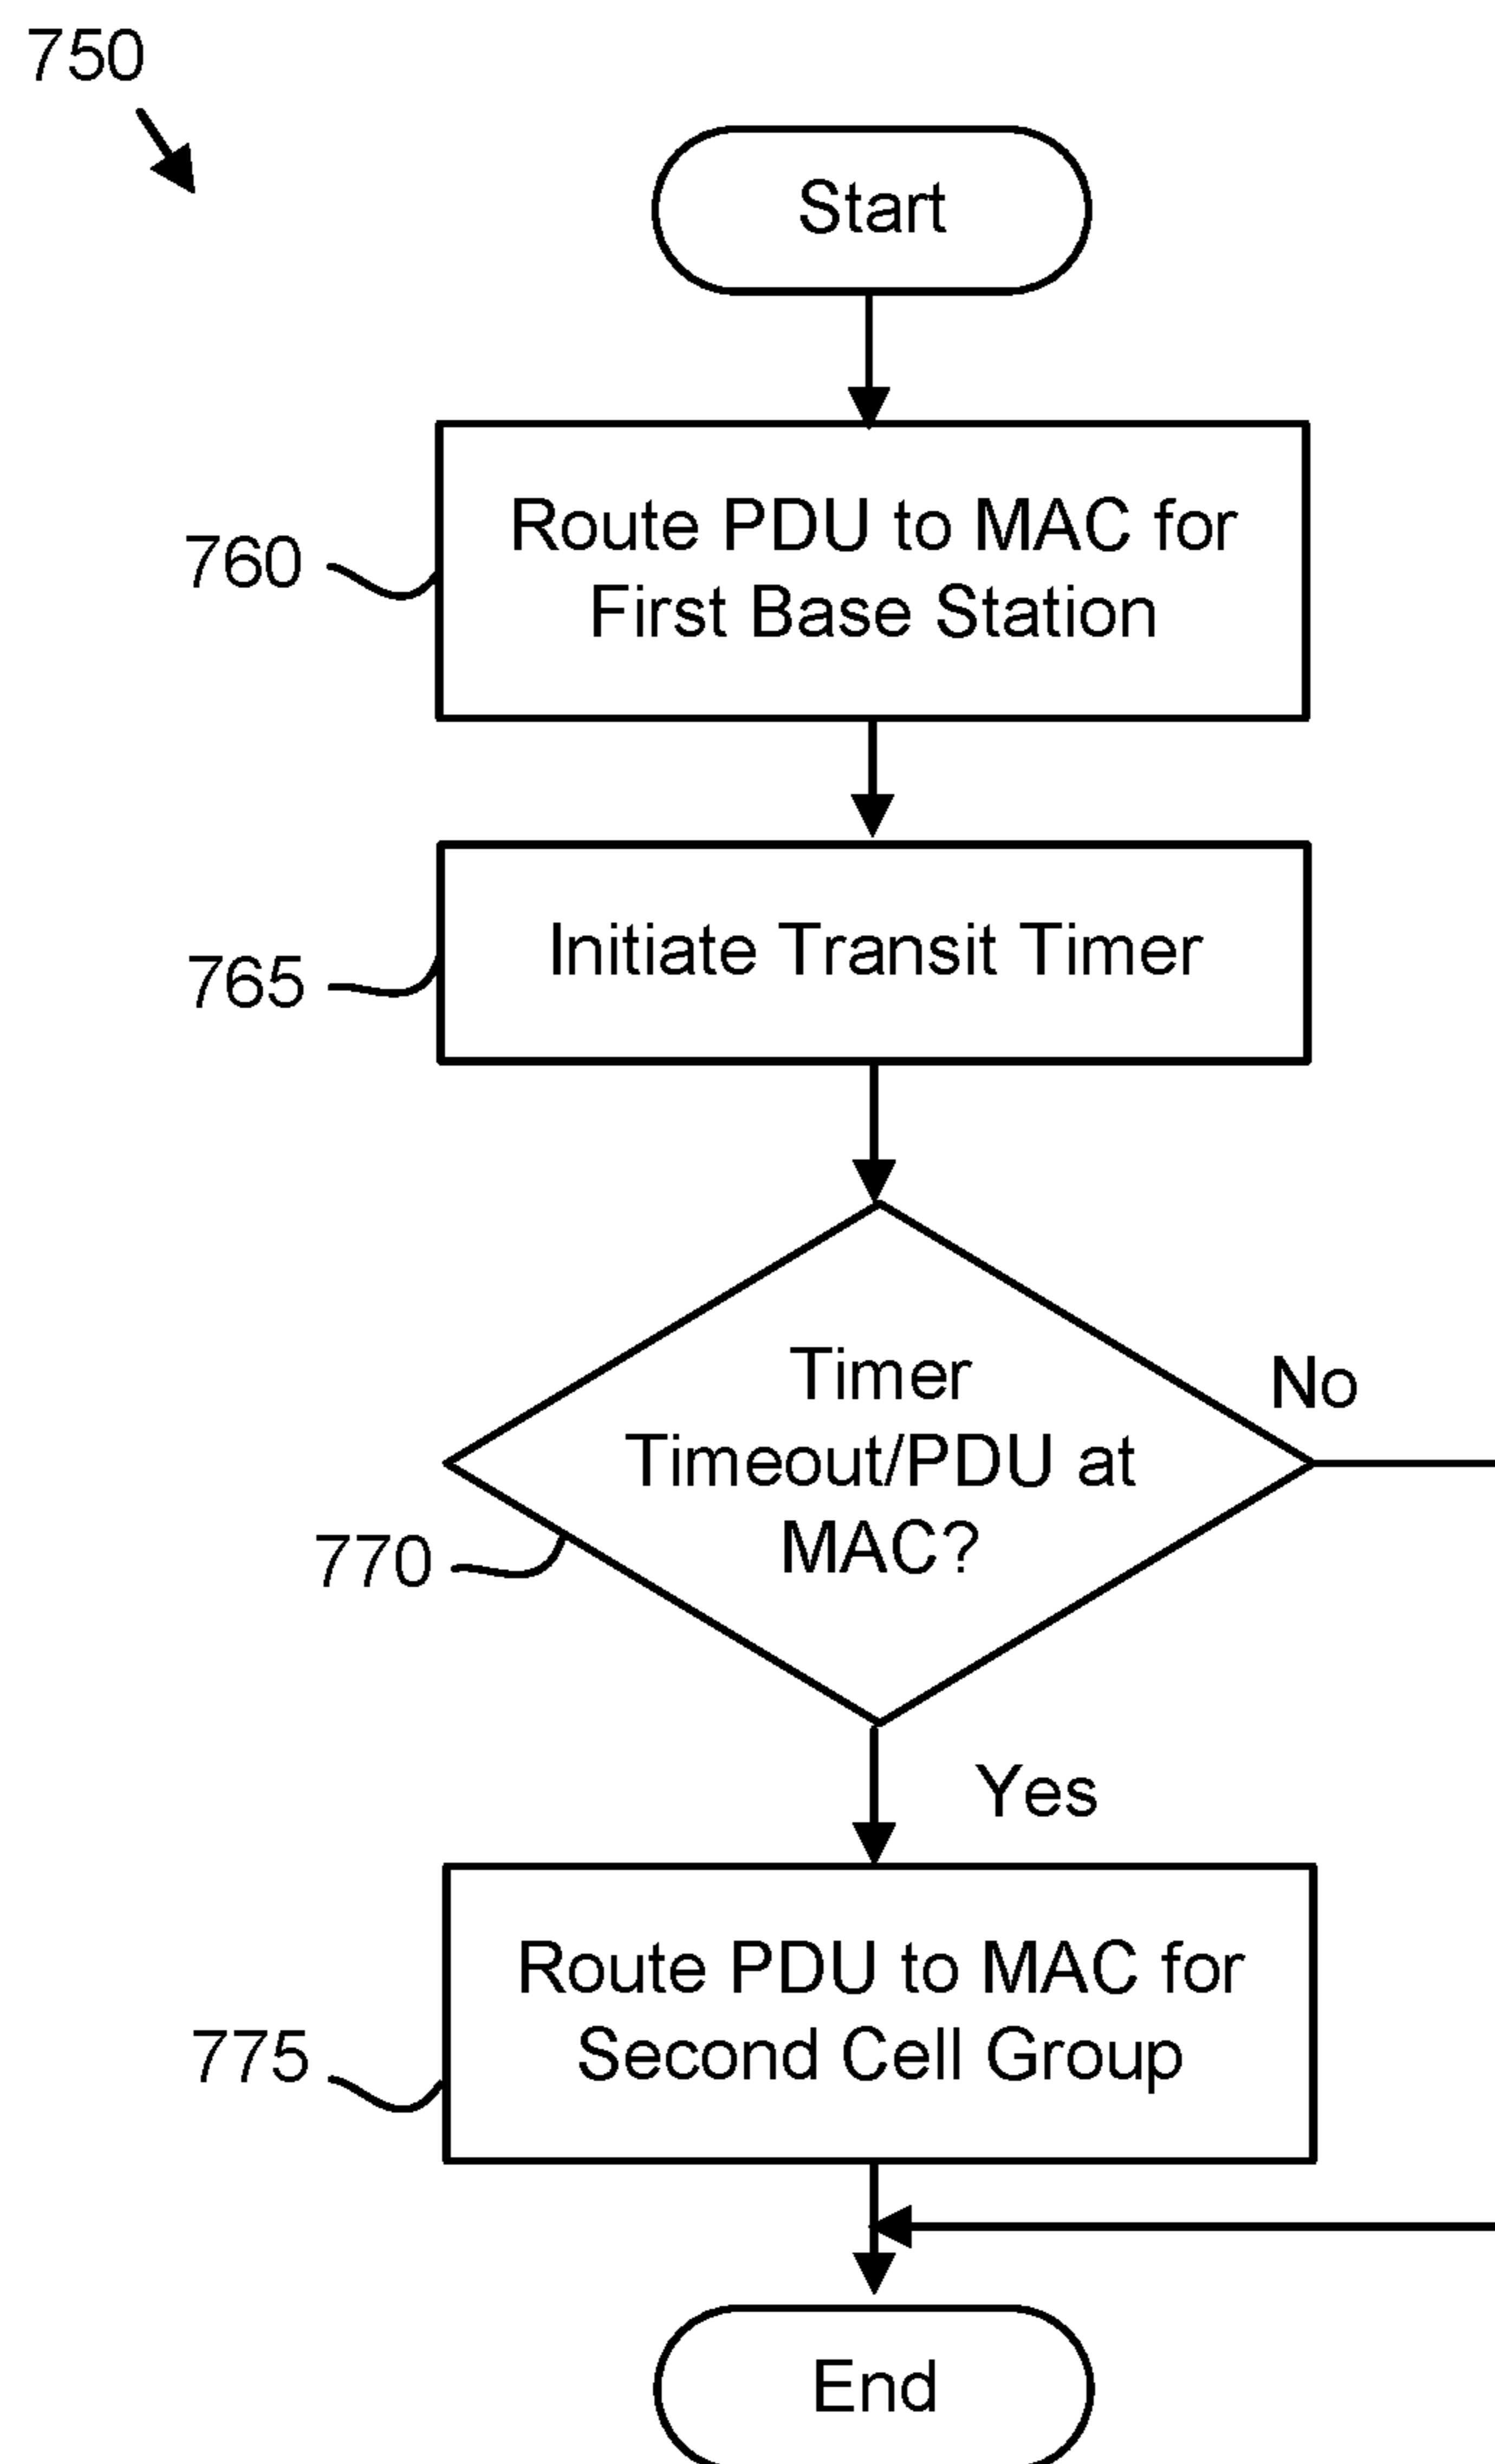 750
Start
760
Route PDU to MAC for
First Base Station
765
Initiate Transit Timer
770
Timer
Timeout/PDU at
MAC?
No
Yes
775
Route PDU to MAC for
Second Cell Group
End